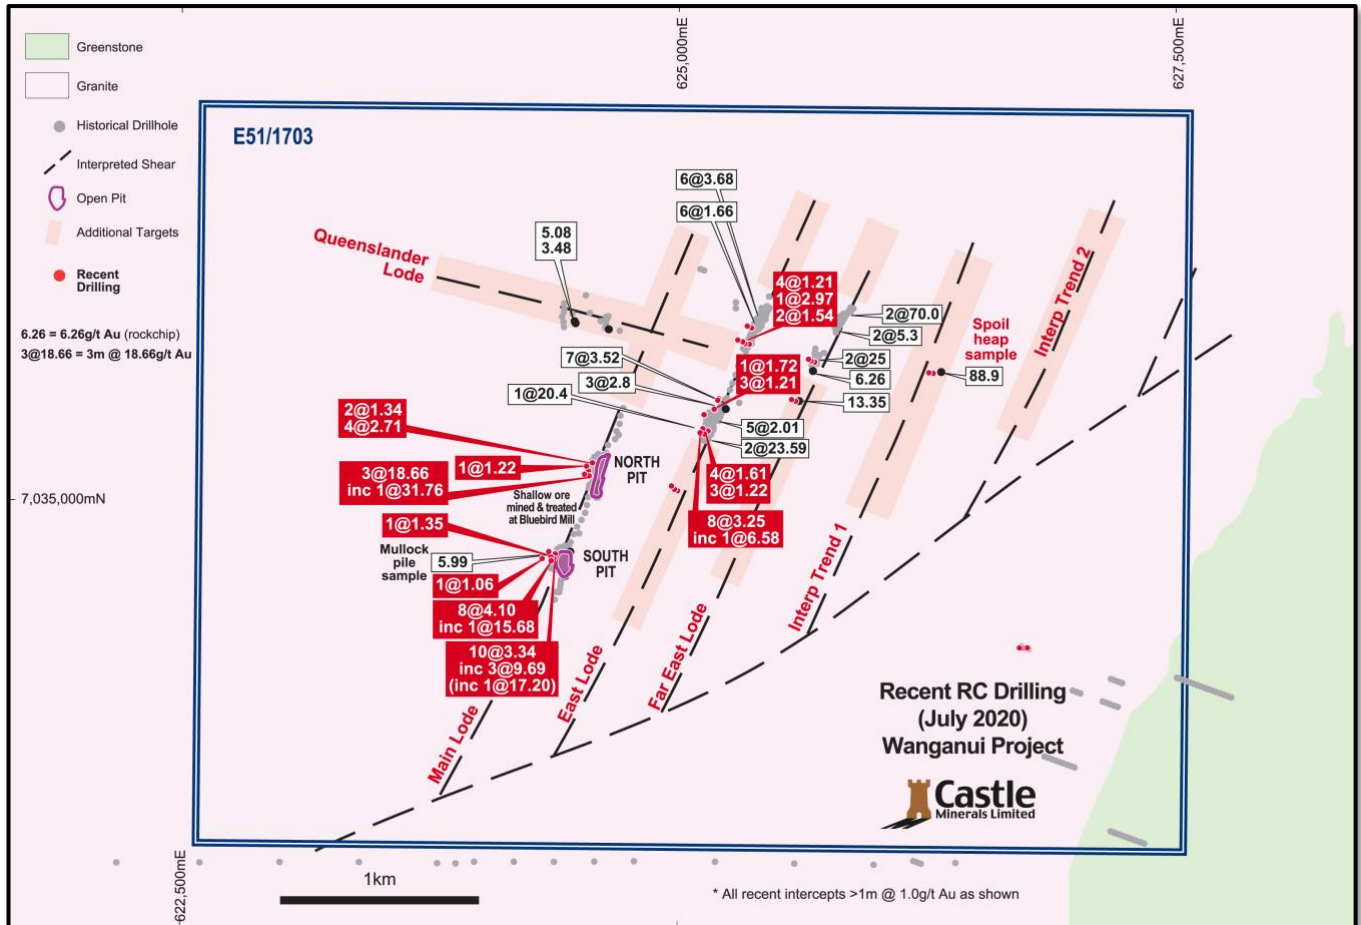 625,000mE
627,500mE
Greenstone
Granite
Historical Drillhole
Interpreted Shear
Open Pit
Additional Targets
Recent
Drilling
6.26 = 6.26g/t Au (rockchip)
3@18.66 = 3m @ 18.66g/t Au
E51/1703
6@3.68
6@1.66
Queenslander
Lode
5.08
3.48
4@1.21
1@2.97
2@1.54
2@70.0
2@5.3
2@25
6.26
13.35
Spoil
heap
sample
88.9
Interp Trend 2
7@3.52
3@2.8
1@20.4
1@1.72
3@1.21
5@2.01
2@23.59
2@1.34
4@2.71
1@1.22
3@18.66
inc 1@31.76
NORTH
PIT
Shallow ore
mined & treated
at Bluebird Mill
4@1.61
3@1.22
8@3.25
inc 1@6.58
7,035,000mN
1@1.35
Mullock
pile
sample
5.99
SOUTH
PIT
1@1.06
8@4.10
inc 1@15.68
10@3.34
inc 3@9.69
(inc 1@17.20)
Main Lode
East Lode
Far East Lode
Interp Trend 1
Recent RC Drilling
(July 2020)
Wanganui Project
Castle
Minerals Limited
622,500mE
1km
* All recent intercepts >1m @ 1.0g/t Au as shown